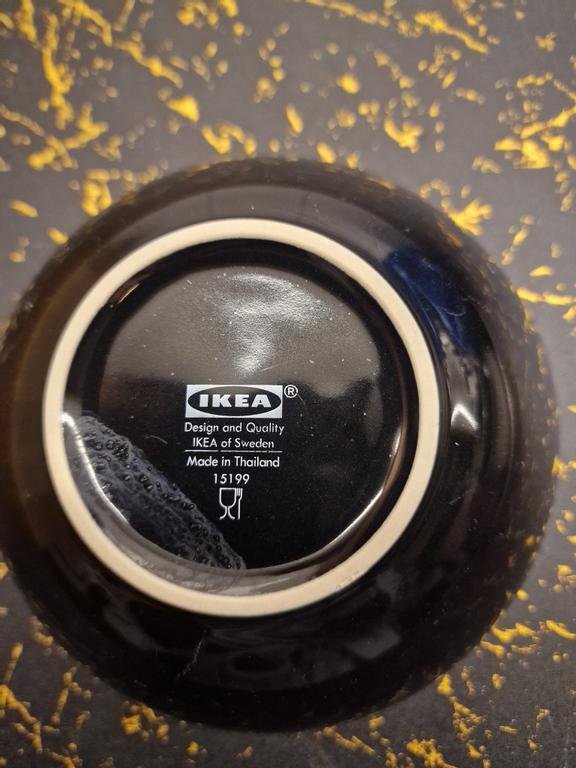 IKEA®
Design and Quality
IKEA of Sweden
Made in Thailand
15199